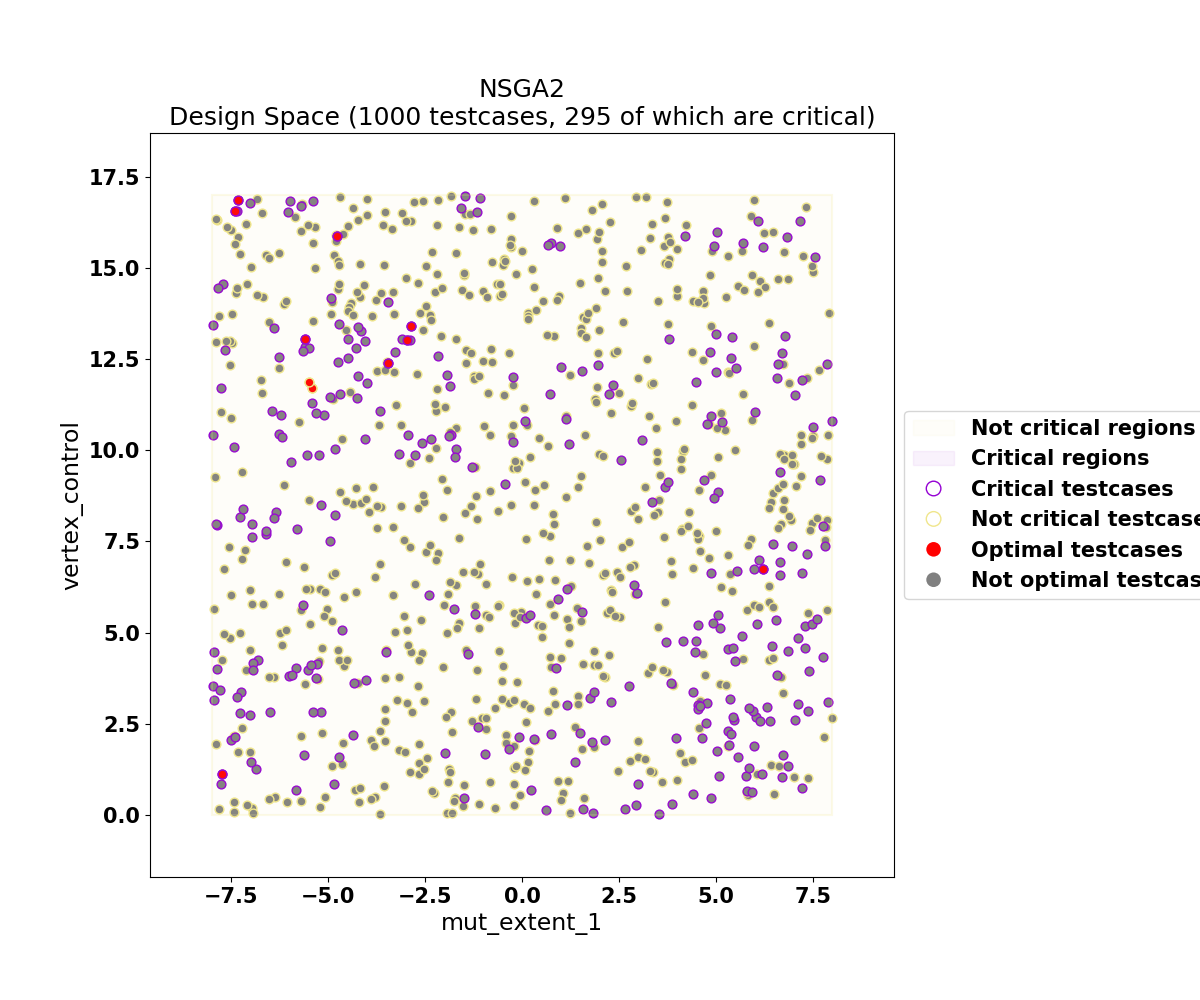 NSGA2
Design Space (1000 testcases, 295 of which are critical)
17.5
15.0
12.5
10.0
7.5
5.0
2.5
0.0
vertex_control
−7.5 −5.0 −2.5 0.0 2.5 5.0 7.5
mut_extent_1
Not critical regions
Critical regions
Critical testcases
Not critical testcase
Optimal testcases
Not optimal testcas